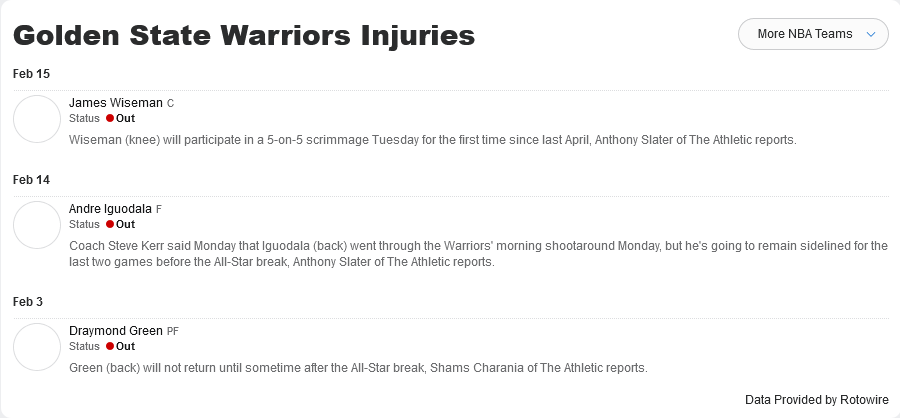 Golden State Warriors Injuries
More NBA Teams
Feb 15
James Wiseman C
Status Out
Wiseman (knee) will participate in a 5-on-5 scrimmage Tuesday for the first time since last April, Anthony Slater of The Athletic reports.
Feb 14
Andre Iguodala F
Status Out
Coach Steve Kerr said Monday that Iguodala (back) went through the Warriors' morning shootaround Monday, but he's going to remain sidelined for the
last two games before the All-Star break, Anthony Slater of The Athletic reports.
Feb 3
Draymond Green PF
Status Out
Green (back) will not return until sometime after the All-Star break, Shams Charania of The Athletic reports.
Data Provided by Rotowire